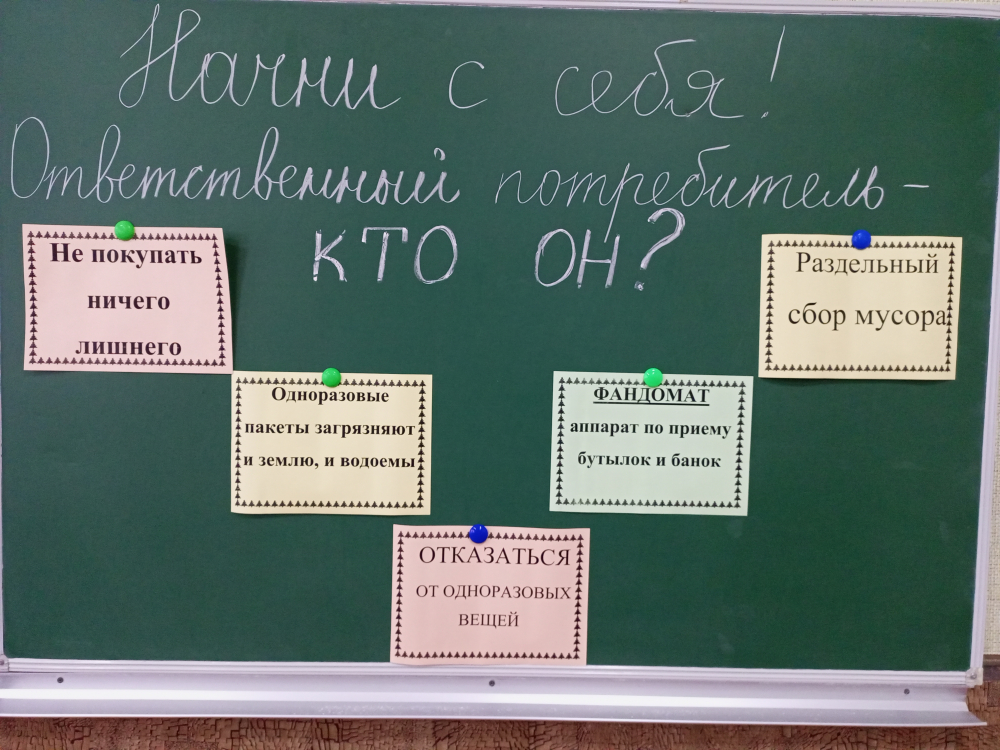 Начни с себя!
Ответственный потребитель -
КТО ОН?
Не покупать
ничего
лишнего
Раздельный
сбор мусора
Одноразовые
пакеты загрязняют
и землю, и водоемы
ФАНДОМАТ
аппарат по приему
бутылок и банок
ОТКАЗАТЬСЯ
ОТ ОДНОРАЗОВЫХ
ВЕЩЕЙ